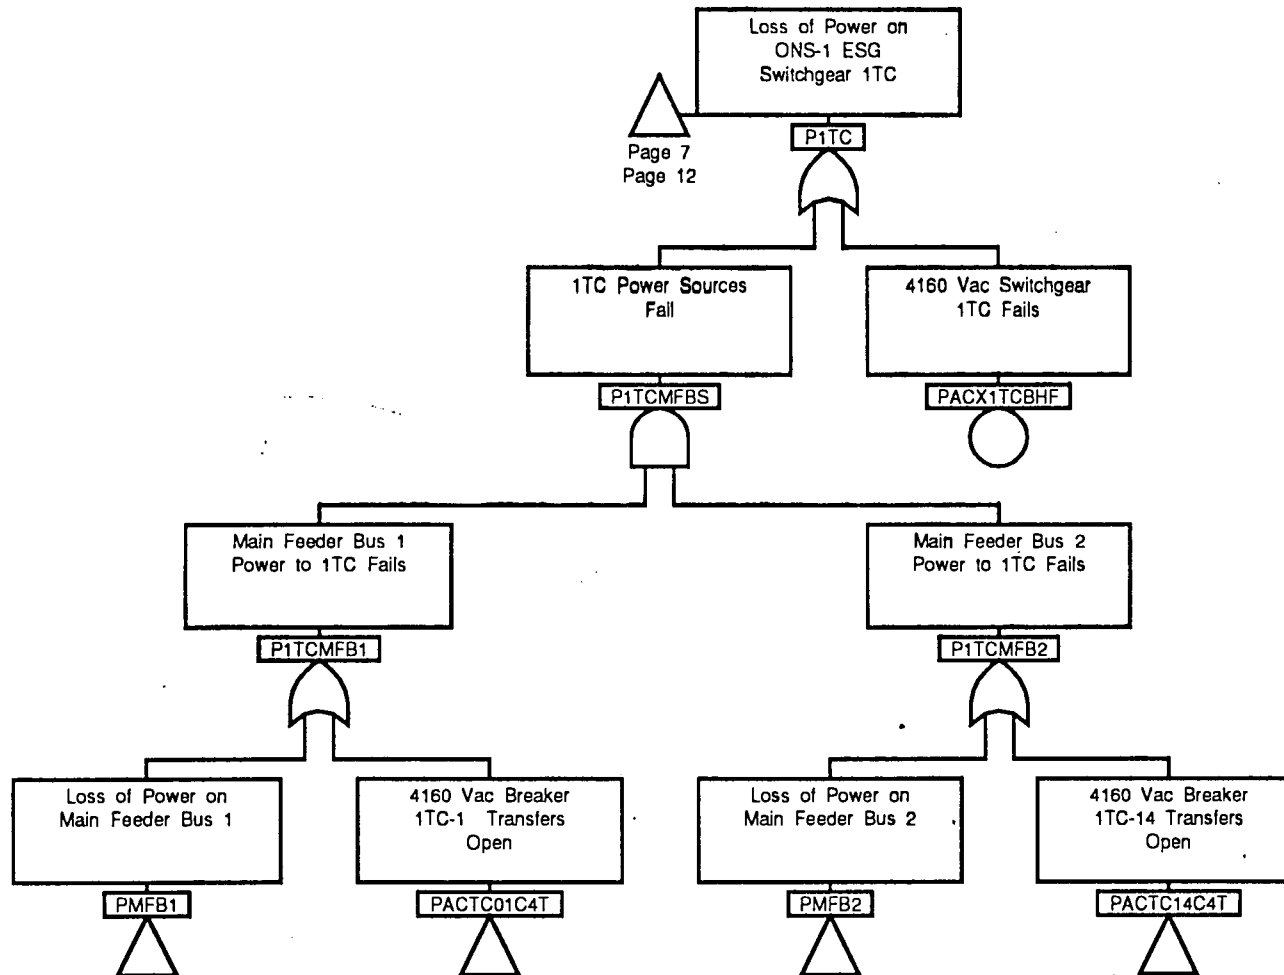 Loss of Power on
ONS-1 ESG
Switchgear 1TC
Page 7
Page 12
P1TC
1TC Power Sources
Fail
4160 Vac Switchgear
1TC Fails
P1TCMFBS
PACX1TCBHF
Main Feeder Bus 1
Power to 1TC Fails
Main Feeder Bus 2
Power to 1TC Fails
P1TCMFB1
P1TCMFB2
Loss of Power on
Main Feeder Bus 1
4160 Vac Breaker
1TC-1 Transfers
Open
Loss of Power on
Main Feeder Bus 2
4160 Vac Breaker
1TC-14 Transfers
Open
PMFB1
PACTC01C4T
PMFB2
PACTC14C4T